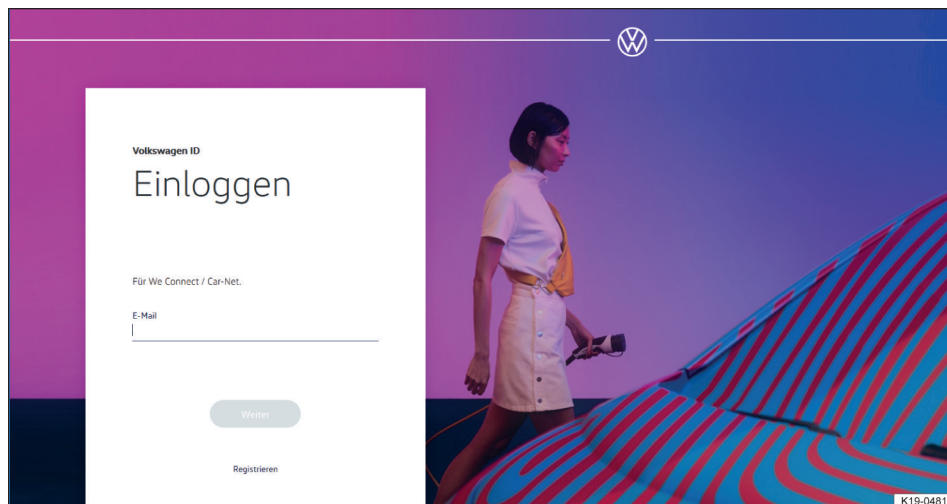 Volkswagen ID
Einloggen
Für We Connect / Car-Net.
E-Mail
Weiter
Registrieren
K19-0481